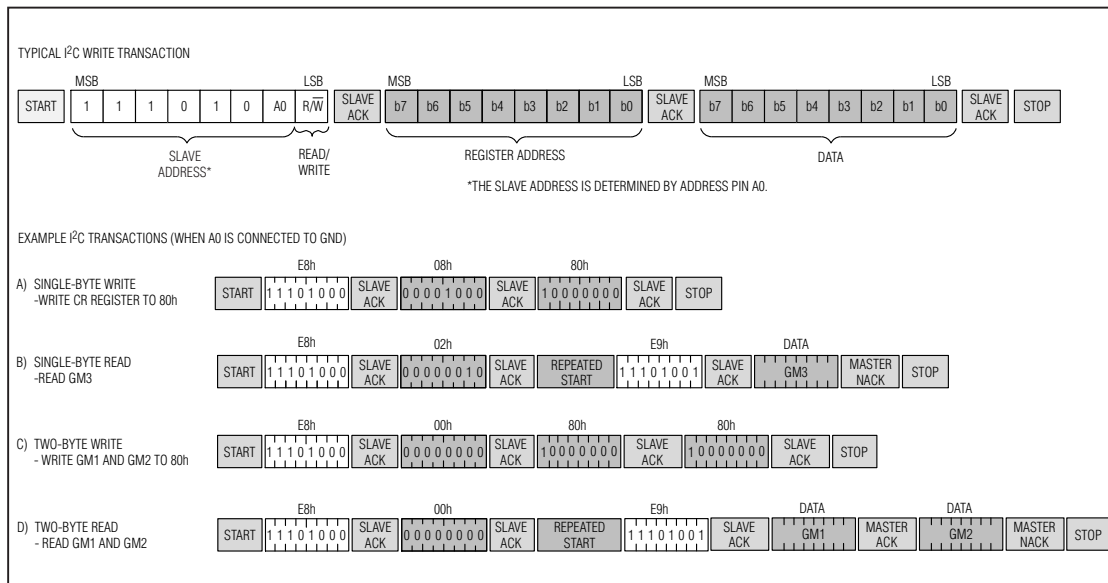 TYPICAL I2C WRITE TRANSACTION
MSB LSB MSB LSB MSB LSB
START 1 1 1 0 1 0 A0 R/W̅ SLAVE ACK b7 b6 b5 b4 b3 b2 b1 b0 SLAVE ACK b7 b6 b5 b4 b3 b2 b1 b0 SLAVE ACK STOP
SLAVE ADDRESS* READ/WRITE REGISTER ADDRESS DATA
*THE SLAVE ADDRESS IS DETERMINED BY ADDRESS PIN A0.
EXAMPLE I2C TRANSACTIONS (WHEN A0 IS CONNECTED TO GND)
E8h 08h 80h
A) SINGLE-BYTE WRITE
-WRITE CR REGISTER TO 80h
START 11101000 SLAVE ACK 00001000 SLAVE ACK 10000000 SLAVE ACK STOP
E8h 02h E9h DATA
B) SINGLE-BYTE READ
-READ GM3
START 11101000 SLAVE ACK 00000010 SLAVE ACK REPEATED START 11101001 SLAVE ACK GM3 MASTER NACK STOP
E8h 00h 80h 80h
C) TWO-BYTE WRITE
- WRITE GM1 AND GM2 TO 80h
START 11101000 SLAVE ACK 00000000 SLAVE ACK 10000000 SLAVE ACK 10000000 SLAVE ACK STOP
E8h 00h E9h DATA DATA
D) TWO-BYTE READ
- READ GM1 AND GM2
START 11101000 SLAVE ACK 00000000 SLAVE ACK REPEATED START 11101001 SLAVE ACK GM1 MASTER ACK GM2 MASTER NACK STOP